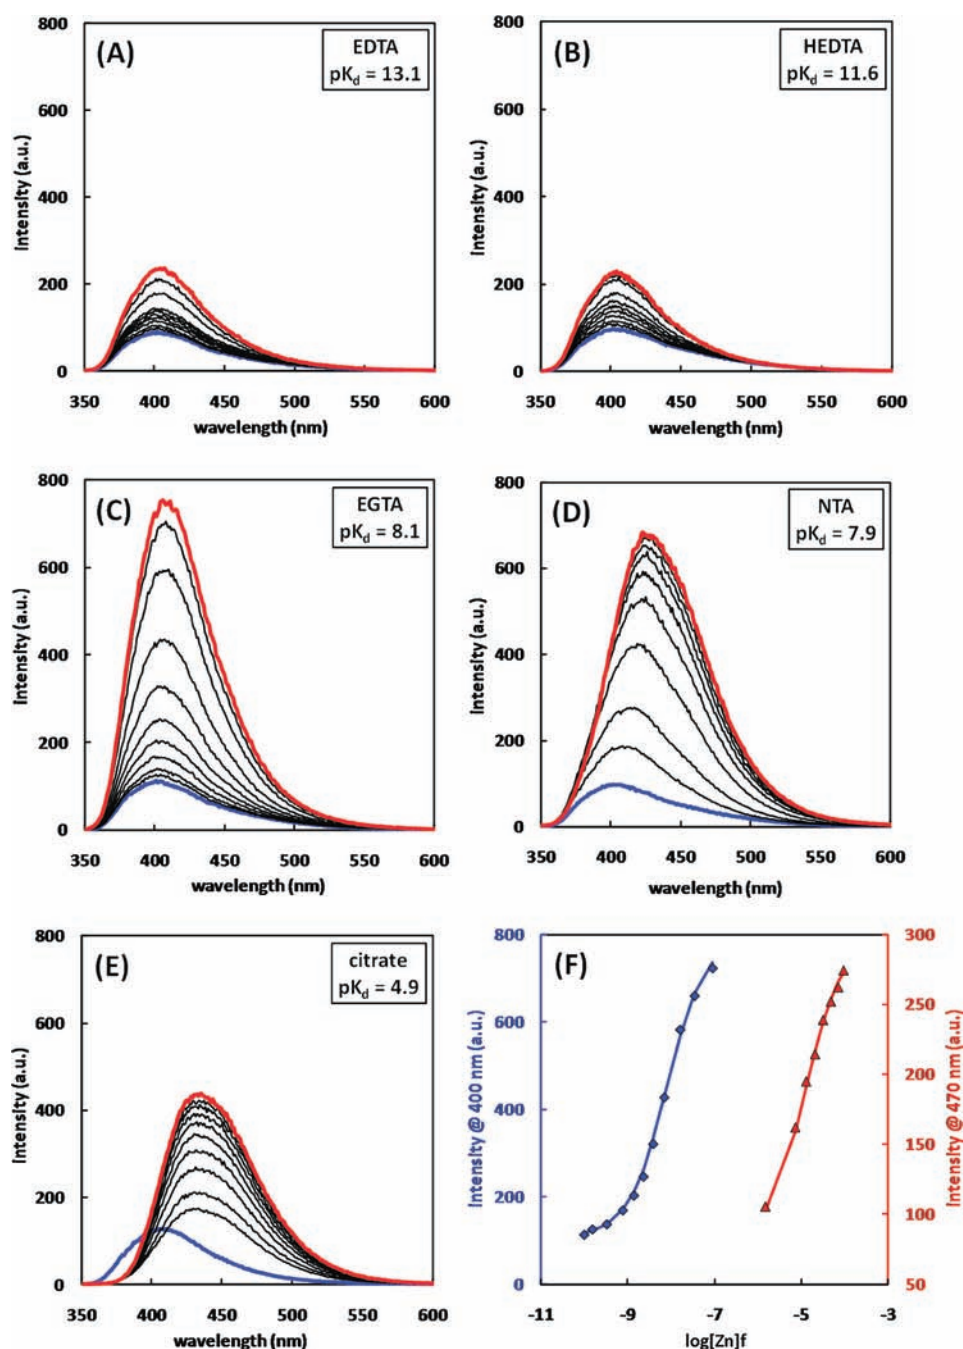 (A)
EDTA
pKd = 13.1
Intensity (a.u.)
800
600
400
200
0
350 400 450 500 550 600
wavelength (nm)
(B)
HEDTA
pKd = 11.6
Intensity (a.u.)
800
600
400
200
0
350 400 450 500 550 600
wavelength (nm)
(C)
EGTA
pKd = 8.1
Intensity (a.u.)
800
600
400
200
0
350 400 450 500 550 600
wavelength (nm)
(D)
NTA
pKd = 7.9
Intensity (a.u.)
800
600
400
200
0
350 400 450 500 550 600
wavelength (nm)
(E)
citrate
pKd = 4.9
Intensity (a.u.)
800
600
400
200
0
350 400 450 500 550 600
wavelength (nm)
(F)
Intensity @ 400 nm (a.u.)
800
600
400
200
0
-11 -9 -7 -5 -3
log[Zn]f
300
250
200
150
100
50
Intensity @ 470 nm (a.u.)